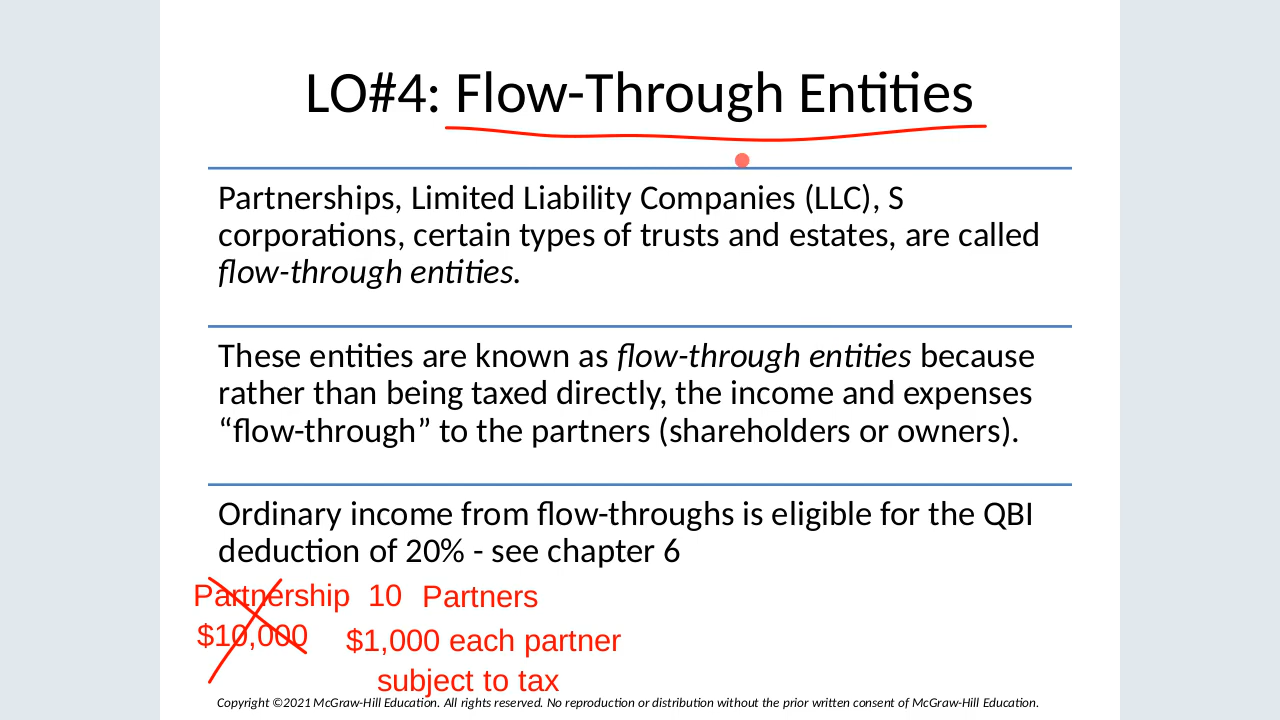 LO#4: Flow-Through Entities
Partnerships, Limited Liability Companies (LLC), S
corporations, certain types of trusts and estates, are called
flow-through entities.
These entities are known as flow-through entities because
rather than being taxed directly, the income and expenses
“flow-through” to the partners (shareholders or owners).
Ordinary income from flow-throughs is eligible for the QBI
deduction of 20% - see chapter 6
Partnership 10 Partners
$10,000 $1,000 each partner
subject to tax
Copyright ©2021 McGraw-Hill Education. All rights reserved. No reproduction or distribution without the prior written consent of McGraw-Hill Education.